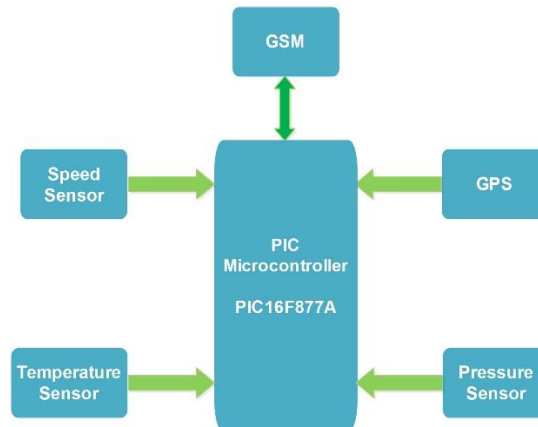 GSM
Speed
Sensor
GPS
PIC
Microcontroller
PIC16F877A
Temperature
Sensor
Pressure
Sensor